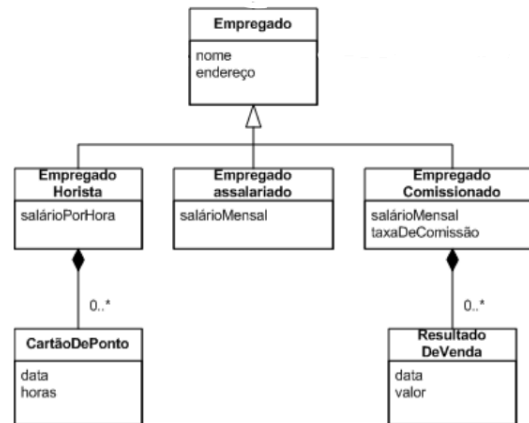 Empregado
nome
endereço
Empregado
Horista
salárioPorHora
Empregado
assalariado
salárioMensal
Empregado
Comissionado
salárioMensal
taxaDeComissão
0..*
0..*
CartãoDePonto
data
horas
Resultado
DeVenda
data
valor